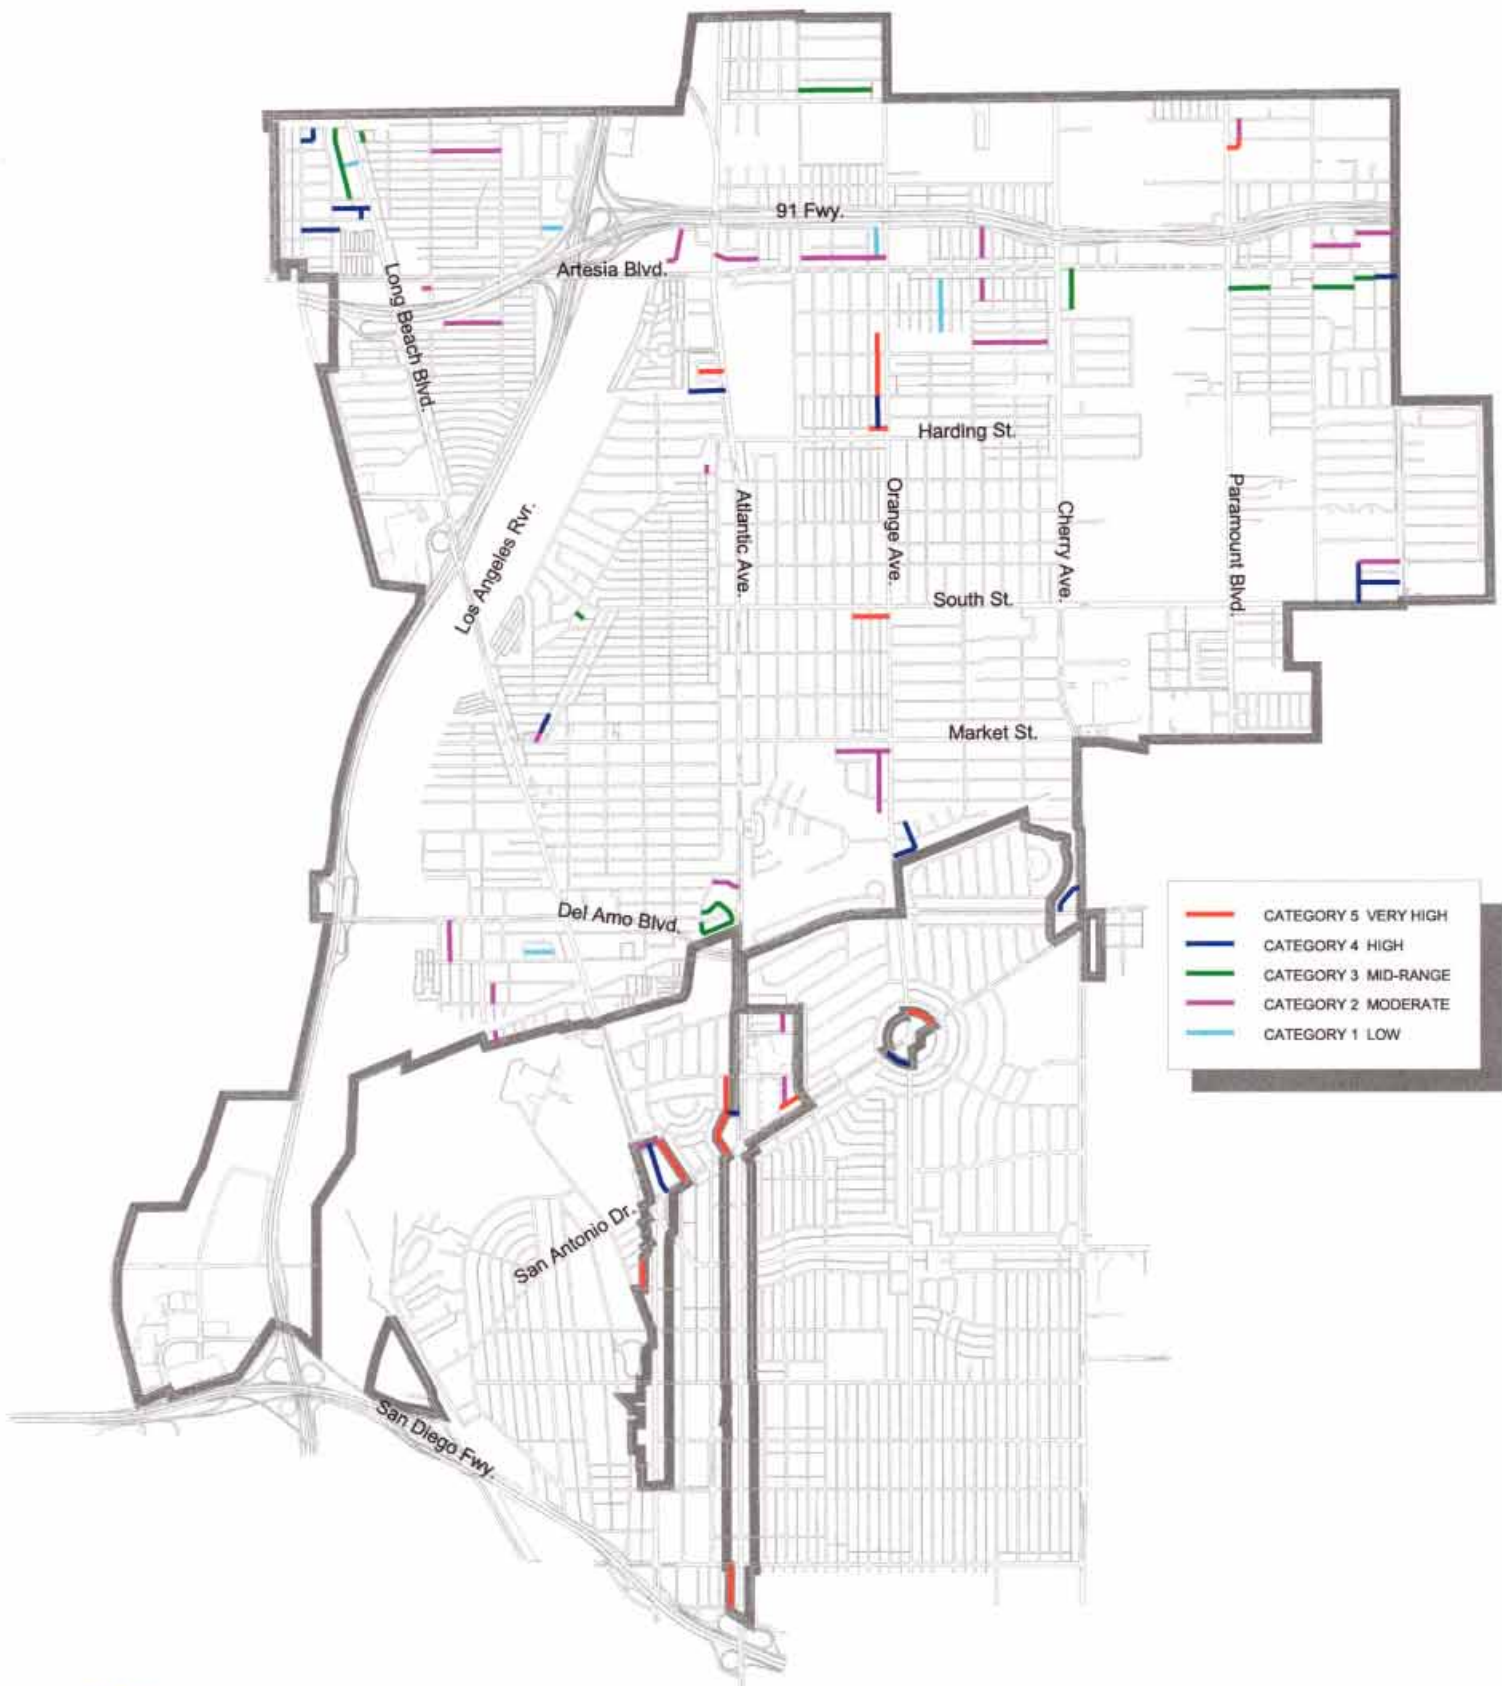 91 Fwy.
Artesia Blvd.
Long Beach Blvd.
Harding St.
Los Angeles Rvr.
Atlantic Ave.
Orange Ave.
Cherry Ave.
Paramount Blvd.
South St.
Market St.
Del Amo Blvd.
CATEGORY 5 VERY HIGH
CATEGORY 4 HIGH
CATEGORY 3 MID-RANGE
CATEGORY 2 MODERATE
CATEGORY 1 LOW
San Antonio Dr.
San Diego Fwy.